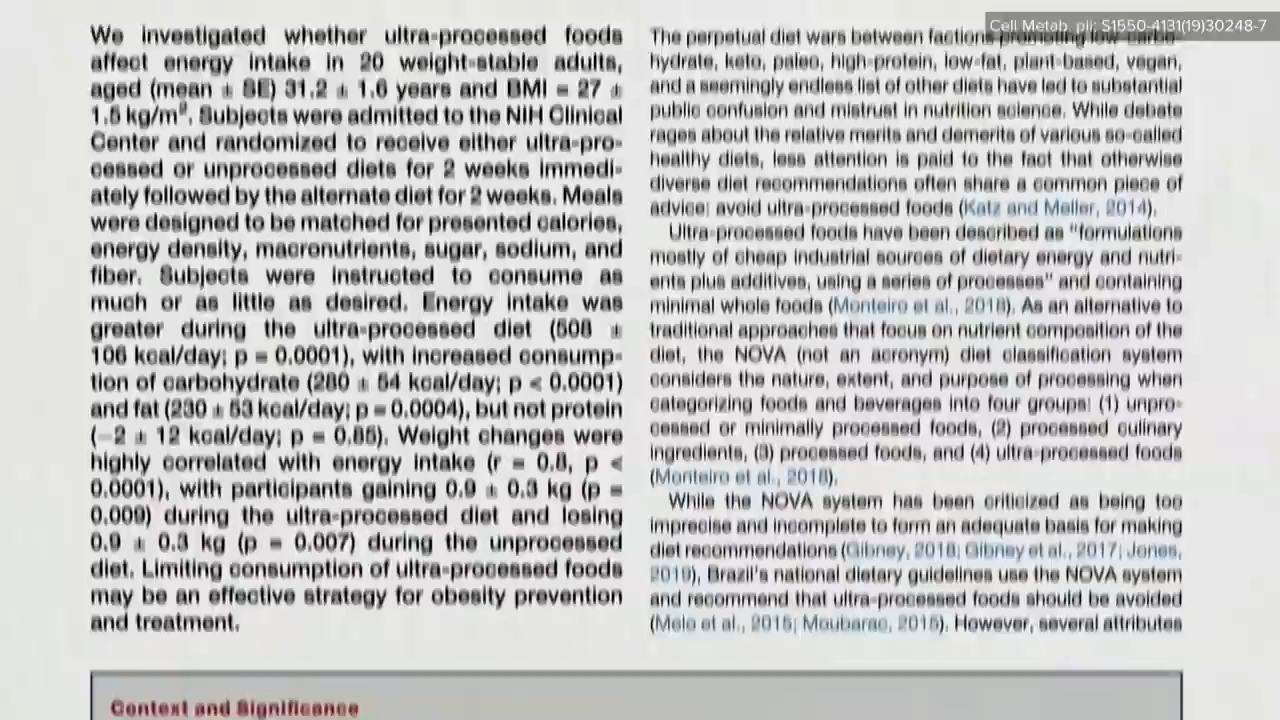 Cell Metab. pii: S1550-4131(19)30248-7
We investigated whether ultra-processed foods
affect energy intake in 20 weight-stable adults,
aged (mean ± SE) 31.2 ± 1.6 years and BMI = 27 ±
1.5 kg/m². Subjects were admitted to the NIH Clinical
Center and randomized to receive either ultra-pro-
cessed or unprocessed diets for 2 weeks immedi-
ately followed by the alternate diet for 2 weeks. Meals
were designed to be matched for presented calories,
energy density, macronutrients, sugar, sodium, and
fiber. Subjects were instructed to consume as
much or as little as desired. Energy intake was
greater during the ultra-processed diet (508 ±
106 kcal/day; p = 0.0001), with increased consump-
tion of carbohydrate (280 ± 54 kcal/day; p < 0.0001)
and fat (230 ± 53 kcal/day; p = 0.0004), but not protein
(−2 ± 12 kcal/day; p = 0.85). Weight changes were
highly correlated with energy intake (r = 0.8, p <
0.0001), with participants gaining 0.9 ± 0.3 kg (p =
0.009) during the ultra-processed diet and losing
0.9 ± 0.3 kg (p = 0.007) during the unprocessed
diet. Limiting consumption of ultra-processed foods
may be an effective strategy for obesity prevention
and treatment.
The perpetual diet wars between factions
hydrate, keto, paleo, high-protein, low-fat, plant-based, vegan,
and a seemingly endless list of other diets have led to substantial
public confusion and mistrust in nutrition science. While debate
rages about the relative merits and demerits of various so-called
healthy diets, less attention is paid to the fact that otherwise
diverse diet recommendations often share a common piece of
advice: avoid ultra-processed foods (Katz and Meller, 2014).
Ultra-processed foods have been described as "formulations
mostly of cheap industrial sources of dietary energy and nutri-
ents plus additives, using a series of processes" and containing
minimal whole foods (Monteiro et al., 2018). As an alternative to
traditional approaches that focus on nutrient composition of the
diet, the NOVA (not an acronym) diet classification system
considers the nature, extent, and purpose of processing when
categorizing foods and beverages into four groups: (1) unpro-
cessed or minimally processed foods, (2) processed culinary
ingredients, (3) processed foods, and (4) ultra-processed foods
(Monteiro et al., 2018).
While the NOVA system has been criticized as being too
imprecise and incomplete to form an adequate basis for making
diet recommendations (Gibney, 2018; Gibney et al., 2017; Jones,
2019), Brazil's national dietary guidelines use the NOVA system
and recommend that ultra-processed foods should be avoided
(Melo et al., 2015; Moubarac, 2015). However, several attributes
Context and Significance